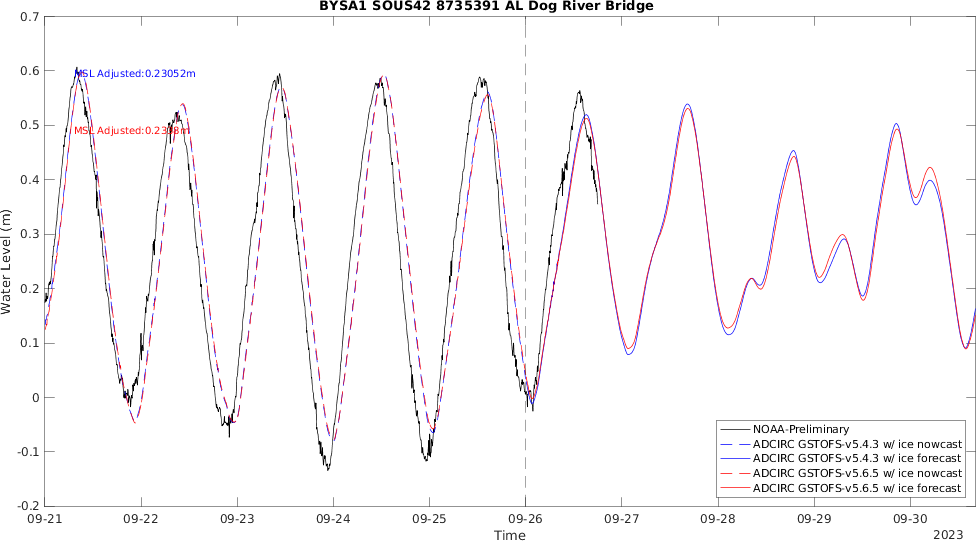 BYSA1 SOUS42 8735391 AL Dog River Bridge
Water Level (m)
0.7
0.6
0.5
0.4
0.3
0.2
0.1
0
-0.1
-0.2
MSL Adjusted:0.23052m
MSL Adjusted:
NOAA-Preliminary
ADCIRC GSTOFS-v5.4.3 w/ ice nowcast
ADCIRC GSTOFS-v5.4.3 w/ ice forecast
ADCIRC GSTOFS-v5.6.5 w/ ice nowcast
ADCIRC GSTOFS-v5.6.5 w/ ice forecast
09-21 09-22 09-23 09-24 09-25 09-26 09-27 09-28 09-29 09-30
Time
2023